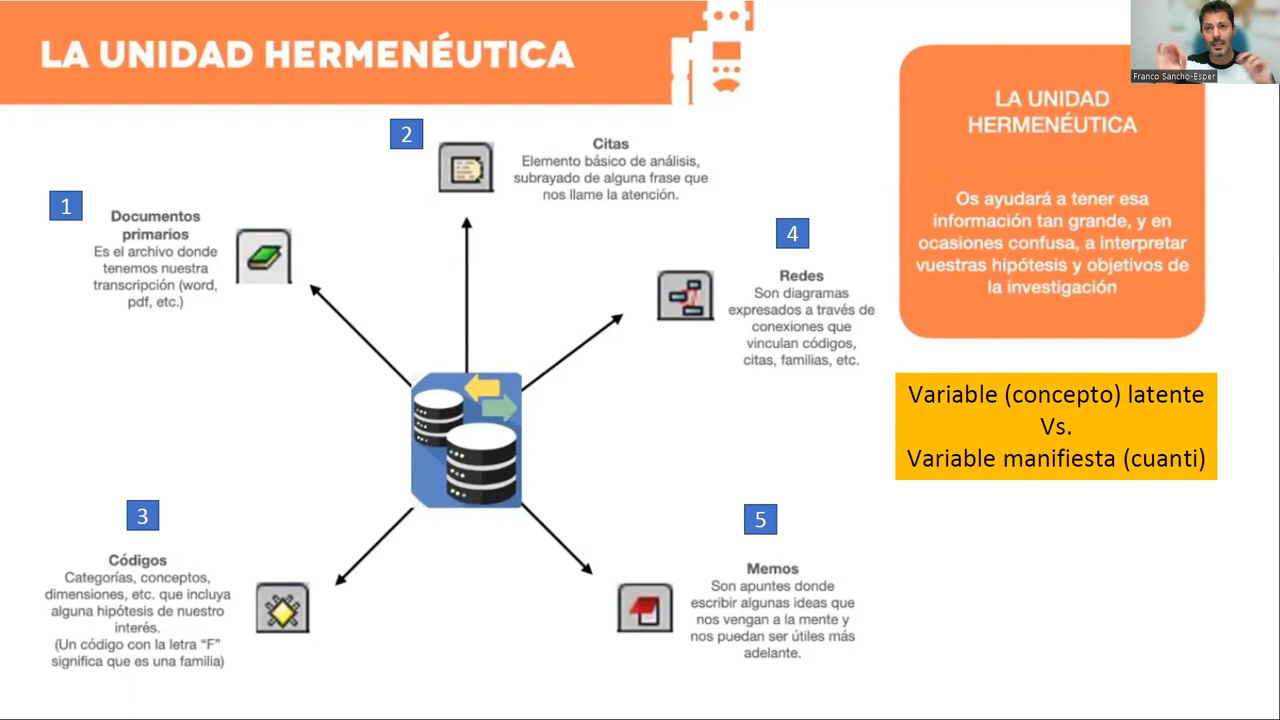 LA UNIDAD HERMENÉUTICA
Franco Sancho-Esper
LA UNIDAD
HERMENÉUTICA
Os ayudará a tener esa
información tan grande, y en
ocasiones confusa, a interpretar
vuestras hipótesis y objetivos de
la investigación
1
Documentos
primarios
Es el archivo donde
tenemos nuestra
transcripción (word,
pdf, etc.)
2
Citas
Elemento básico de análisis,
subrayado de alguna frase que
nos llame la atención.
4
Redes
Son diagramas
expresados a través de
conexiones que
vinculan códigos,
citas, familias, etc.
Variable (concepto) latente
Vs.
Variable manifiesta (cuanti)
3
Códigos
Categorías, conceptos,
dimensiones, etc. que incluya
alguna hipótesis de nuestro
interés.
(Un código con la letra “F”
significa que es una familia)
5
Memos
Son apuntes donde
escribir algunas ideas que
nos vengan a la mente y
nos puedan ser útiles más
adelante.